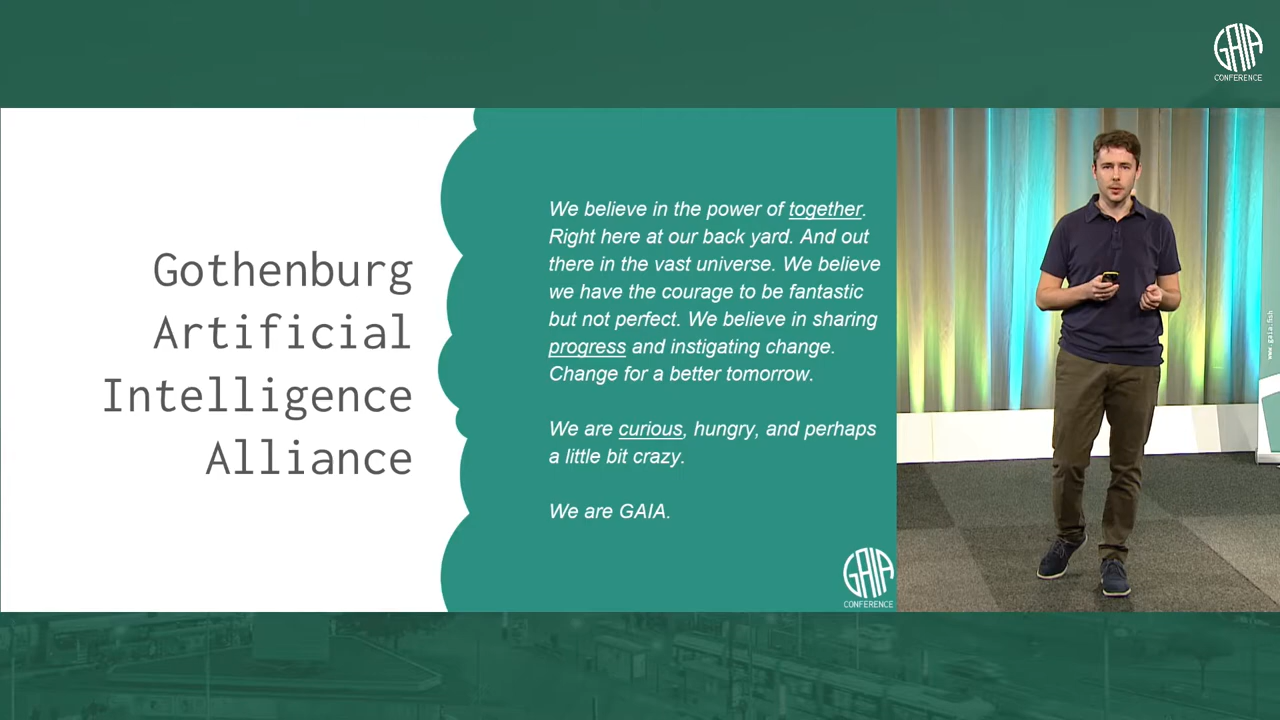 GAIA
CONFERENCE
Gothenburg
Artificial
Intelligence
Alliance
We believe in the power of together.
Right here at our back yard. And out
there in the vast universe. We believe
we have the courage to be fantastic
but not perfect. We believe in sharing
progress and instigating change.
Change for a better tomorrow.
We are curious, hungry, and perhaps
a little bit crazy.
We are GAIA.
GAIA
CONFERENCE
www.gaia.fish